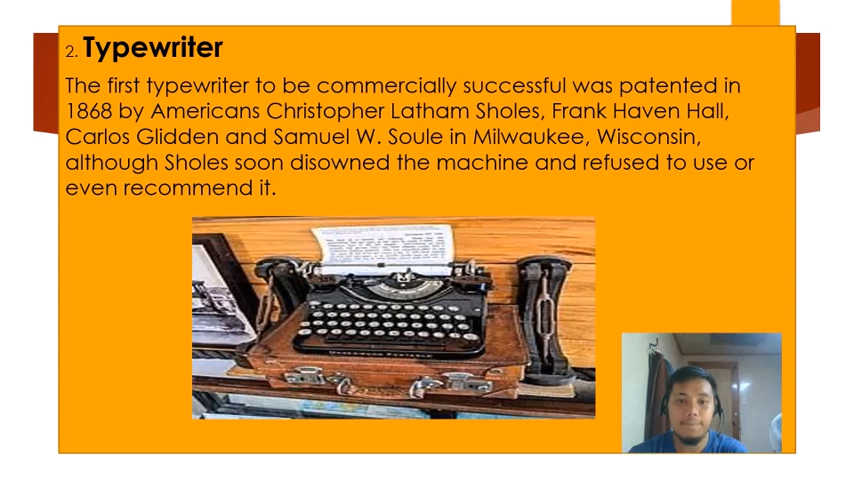 2. Typewriter
The first typewriter to be commercially successful was patented in
1868 by Americans Christopher Latham Sholes, Frank Haven Hall,
Carlos Glidden and Samuel W. Soule in Milwaukee, Wisconsin,
although Sholes soon disowned the machine and refused to use or
even recommend it.
UNDERWOOD PORTABLE